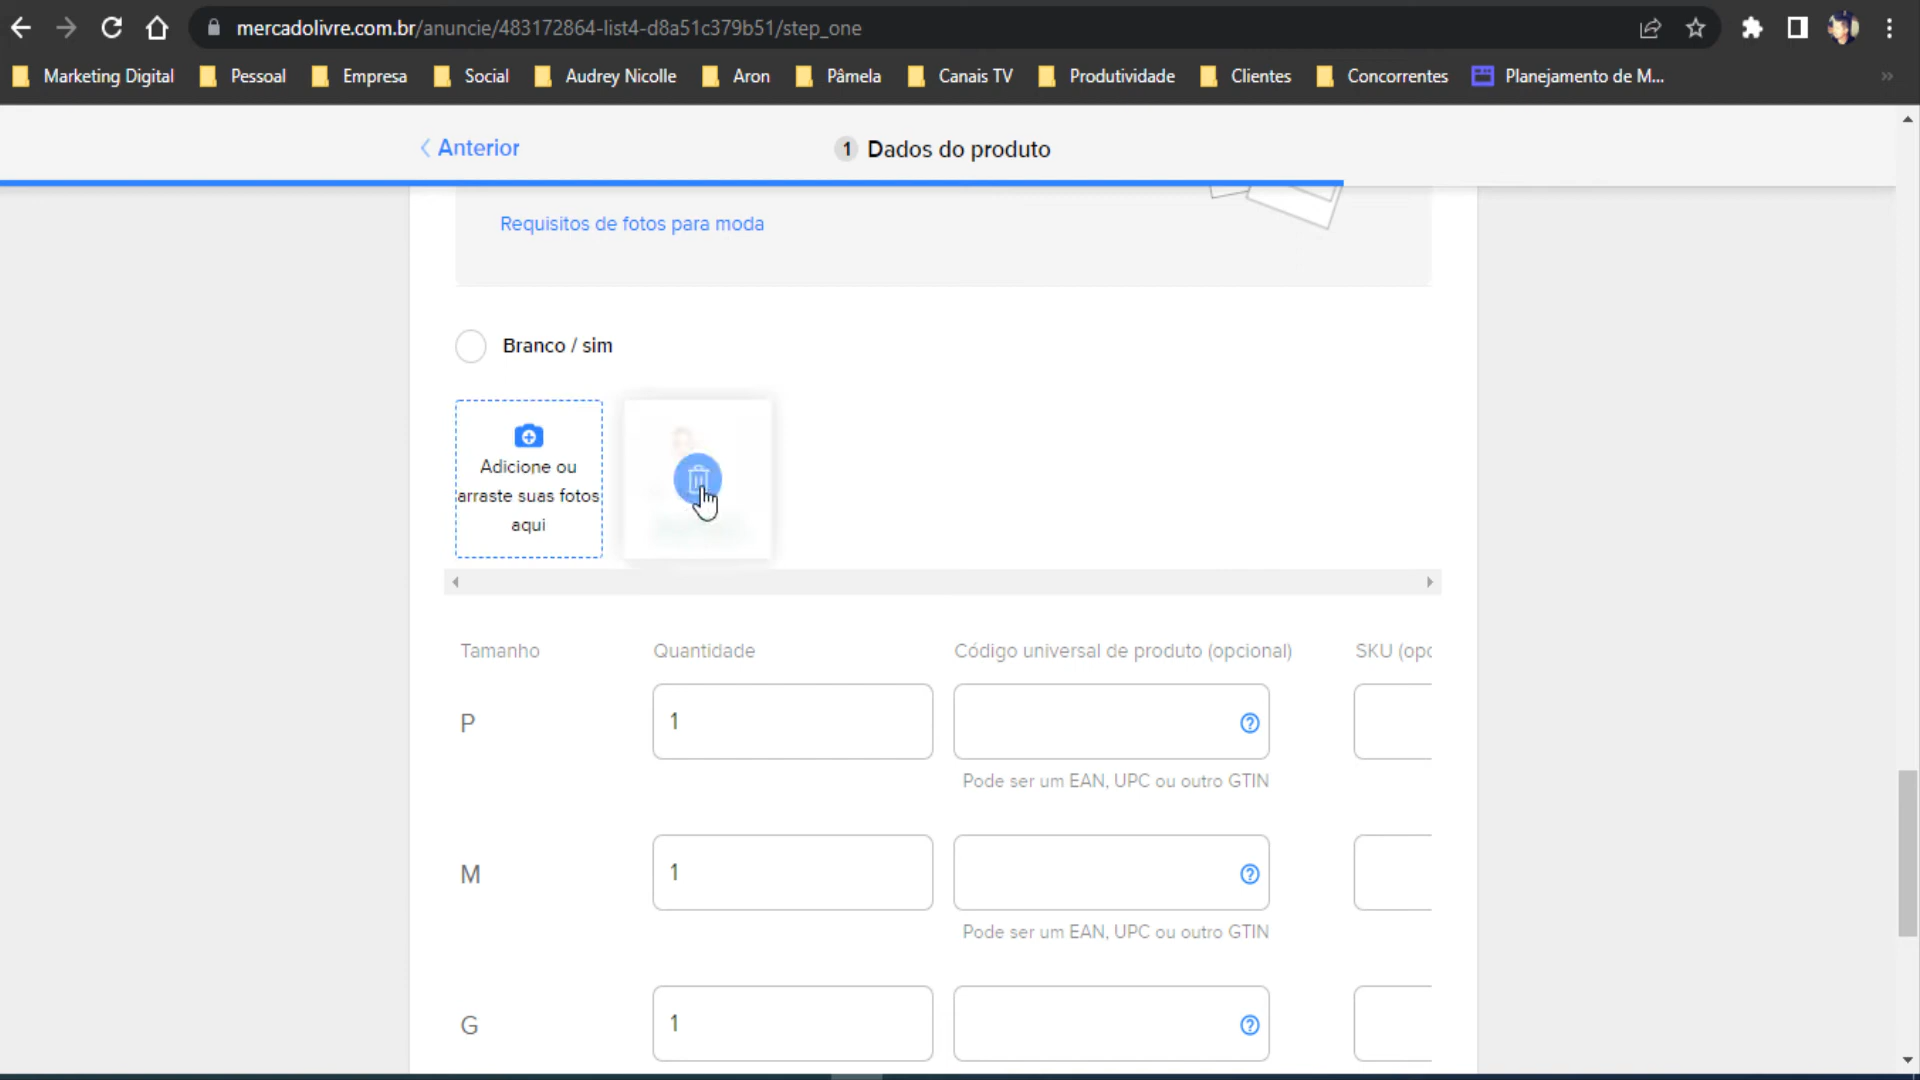 mercadolivre.com.br/anuncie/483172864-list4-d8a51c379b51/step_one
Marketing Digital Pessoal Empresa Social Audrey Nicolle Aron Pâmela Canais TV Produtividade Clientes Concorrentes Planejamento de M... »
Anterior
1 Dados do produto
Requisitos de fotos para moda
Branco / sim
Adicione ou
arraste suas fotos
aqui
Tamanho Quantidade Código universal de produto (opcional) SKU (opc
P 1
Pode ser um EAN, UPC ou outro GTIN
M 1
Pode ser um EAN, UPC ou outro GTIN
G 1